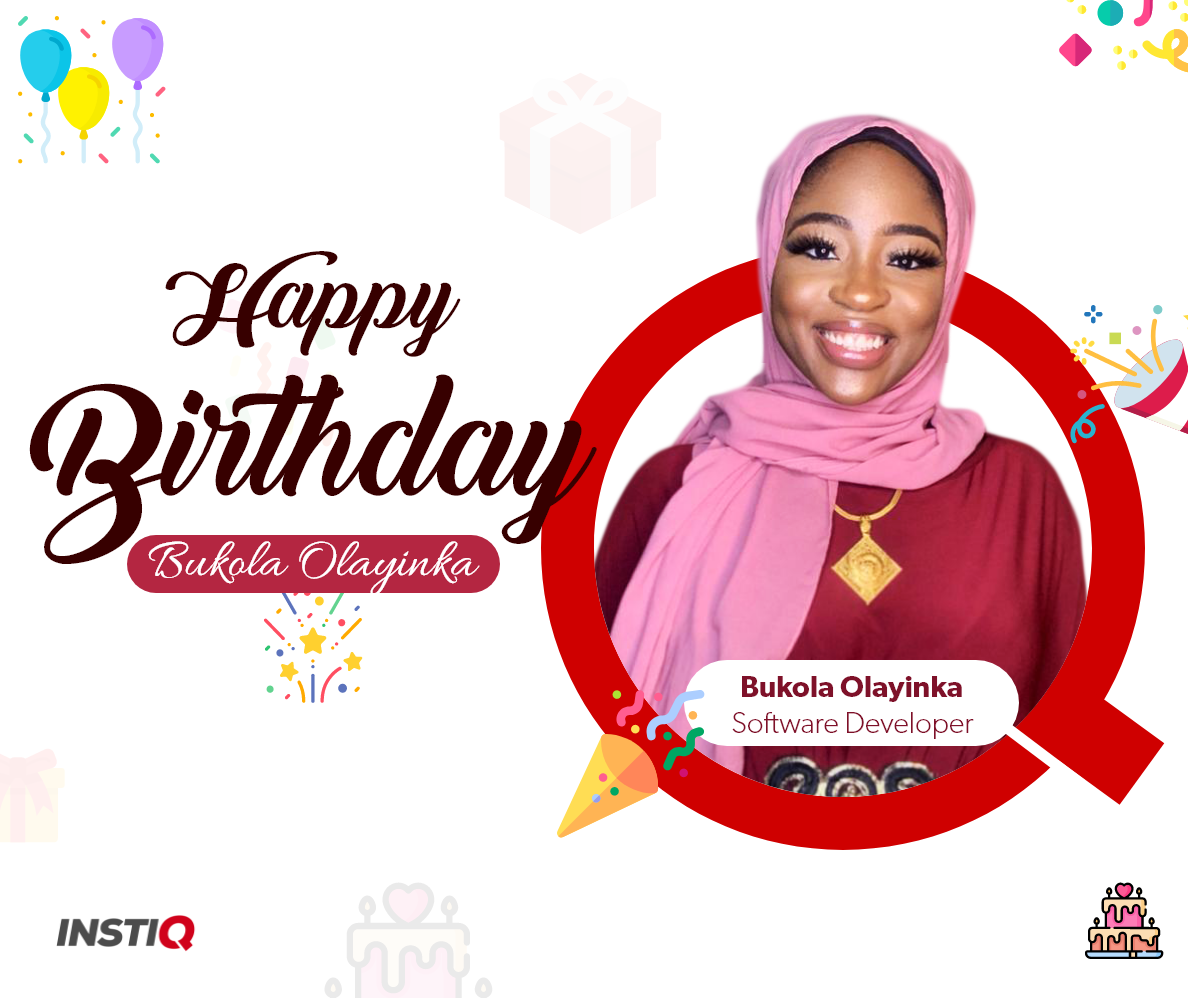 Happy
Birthday
Bukola Olayinka
Bukola Olayinka
Software Developer
INSTIQ